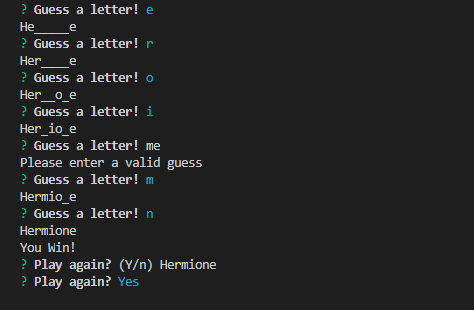 ? Guess a letter! e
He_____e
? Guess a letter! r
Her____e
? Guess a letter! o
Her__o_e
? Guess a letter! i
Her_io_e
? Guess a letter! me
Please enter a valid guess
? Guess a letter! m
Hermio_e
? Guess a letter! n
Hermione
You Win!
? Play again? (Y/n) Hermione
? Play again? Yes